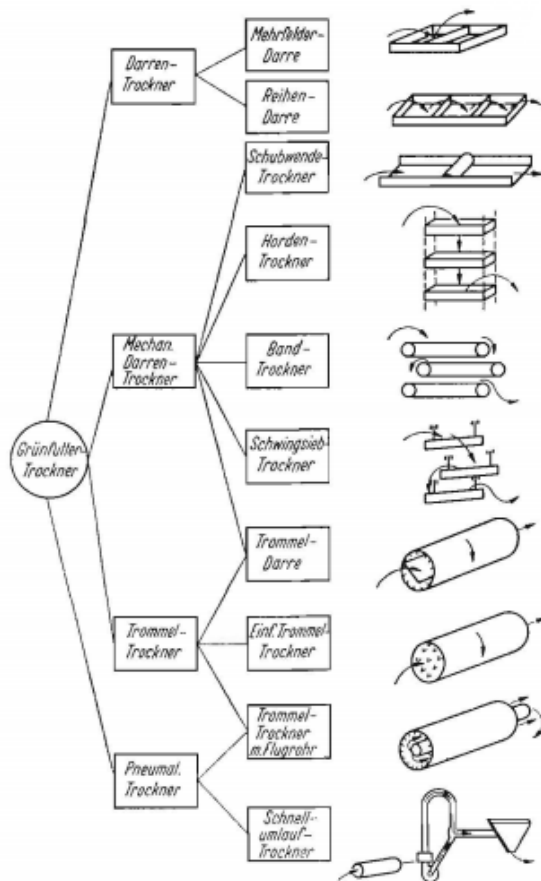 Mehrfelder-
Darre
Darren-
Trockner
Reihen-
Darre
Schubwende-
Trockner
Horden-
Trockner
Mechan.
Darren-
Trockner
Band-
Trockner
Grünfutter-
Trockner
Schwingsieb-
Trockner
Trommel-
Darre
Trommel-
Trockner
Einf. Trommel-
Trockner
Trommel-
Trockner
m. Flugrohr
Pneumat.
Trockner
Schnell-
umlauf-
Trockner